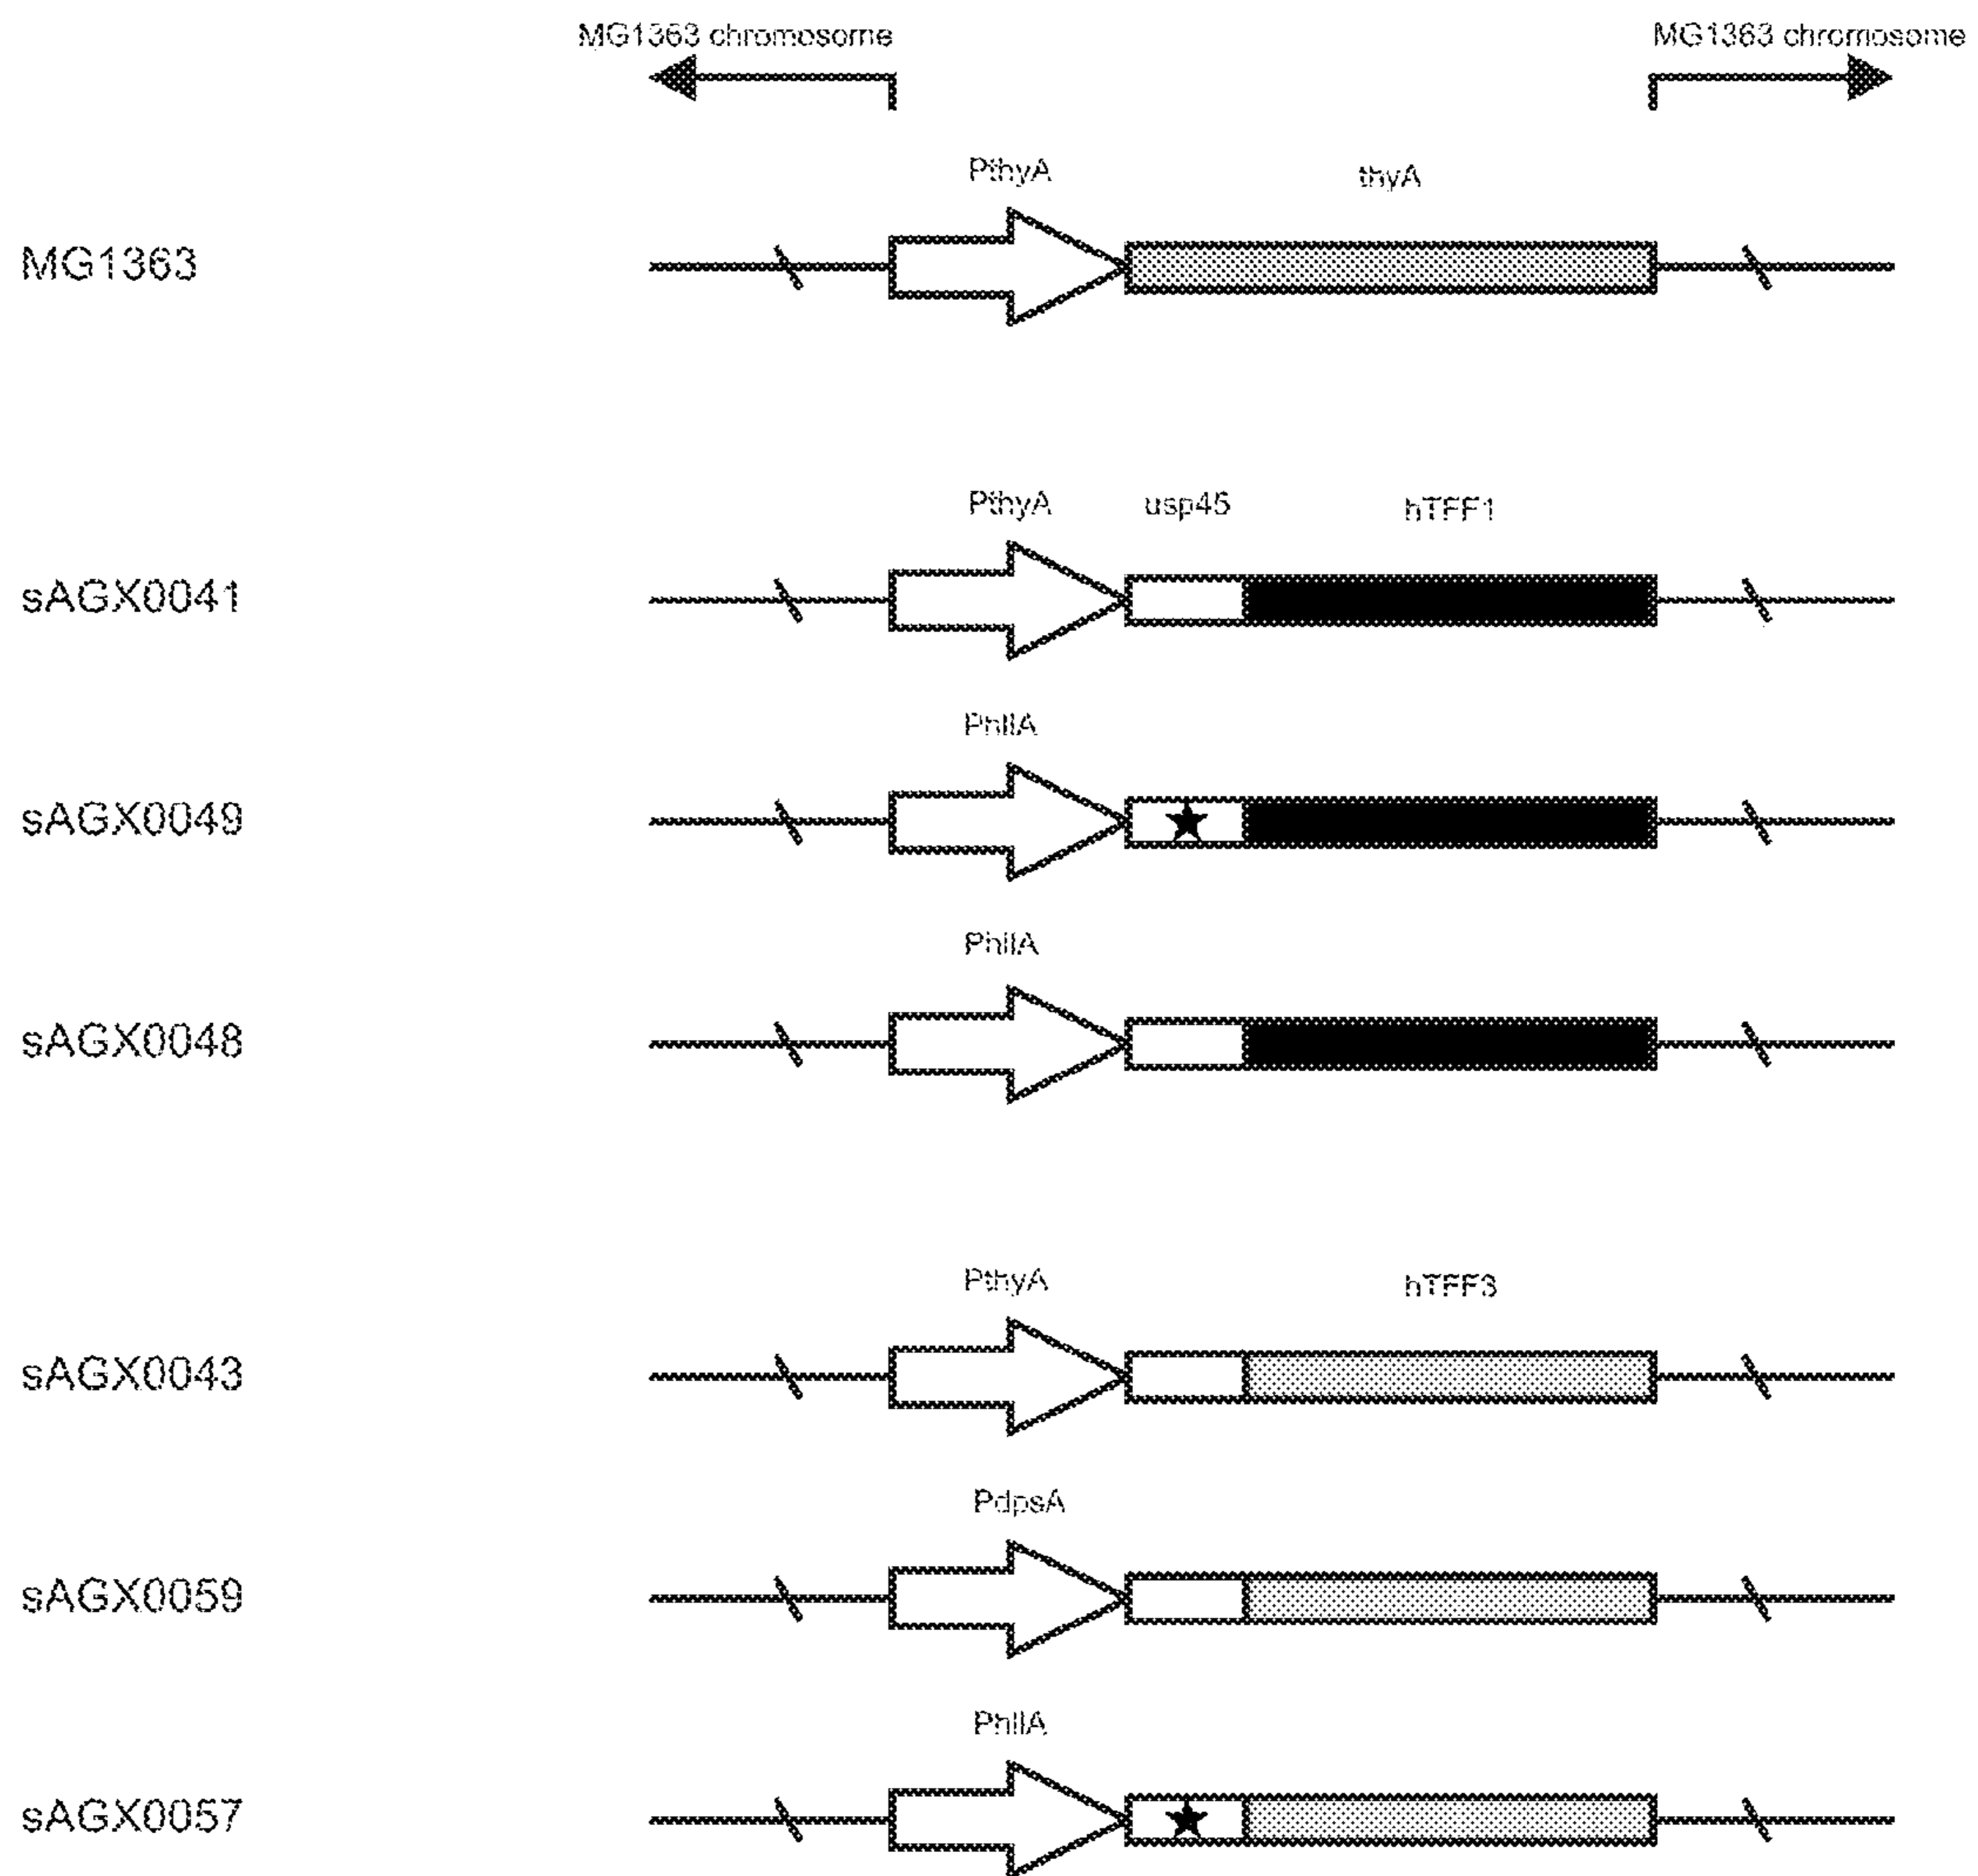 MG1363 chromosome MG1363 chromosome
PthyA thyA
MG1363
PthyA usp45 hTFF1
sAGX0041
PhllA
sAGX0049
PhllA
sAGX0048
PthyA hTFF3
sAGX0043
PdpsA
sAGX0059
PhllA
sAGX0057